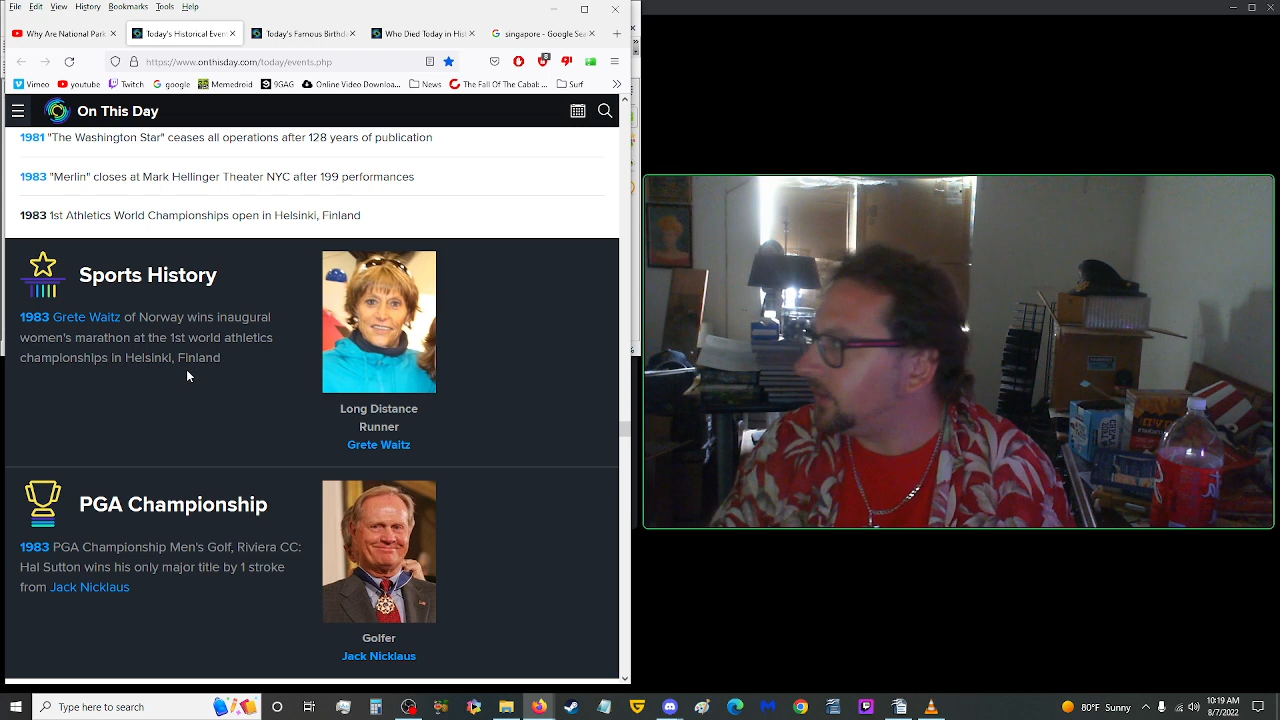 File Edit View History Bookmarks Tools Help
Why Are National Par
Today's Historical Even
Today's Famous Birthda
Who Died Today in His
singapore - Google Sea
https://www.onthisday.com/today/events.php
Vimeo youtube Twitch google Metadroid 9GAG Online Video Downloa... News The Fall Of The Cabal ... Surf
On This Day
1981 "The Washington Star" ceases all operations after 128 years of publication
1983 "Merlin" closes at Mark Hellinger Theater NYC after 199 performances
1983 1st Athletics World Championships open in Helsinki, Finland
Sports History
1983 Grete Waitz of Norway wins inaugural
women's marathon at the 1st world athletics
championships in Helsinki, Finland
Long Distance
Runner
Grete Waitz
PGA Championship
1983 PGA Championship Men's Golf, Riviera CC:
Hal Sutton wins his only major title by 1 stroke
from Jack Nicklaus
Golfer
Jack Nicklaus
Type here to search
80°F Sunny
10:19 AM
8/7/2022